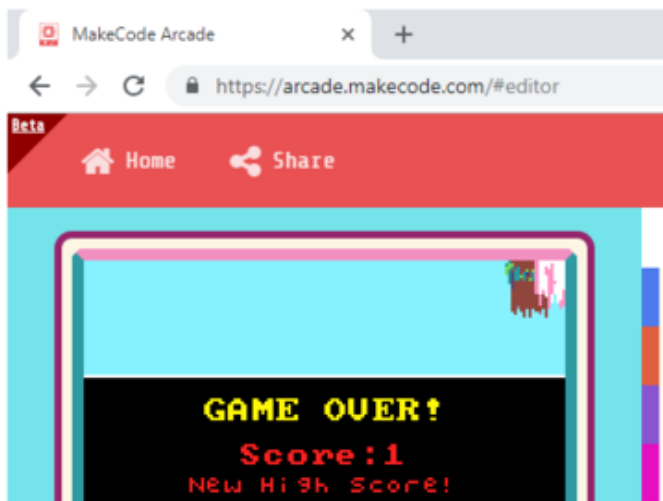 MakeCode Arcade
https://arcade.makecode.com/#editor
Beta
Home
Share
GAME OVER!
Score:1
New High Score!